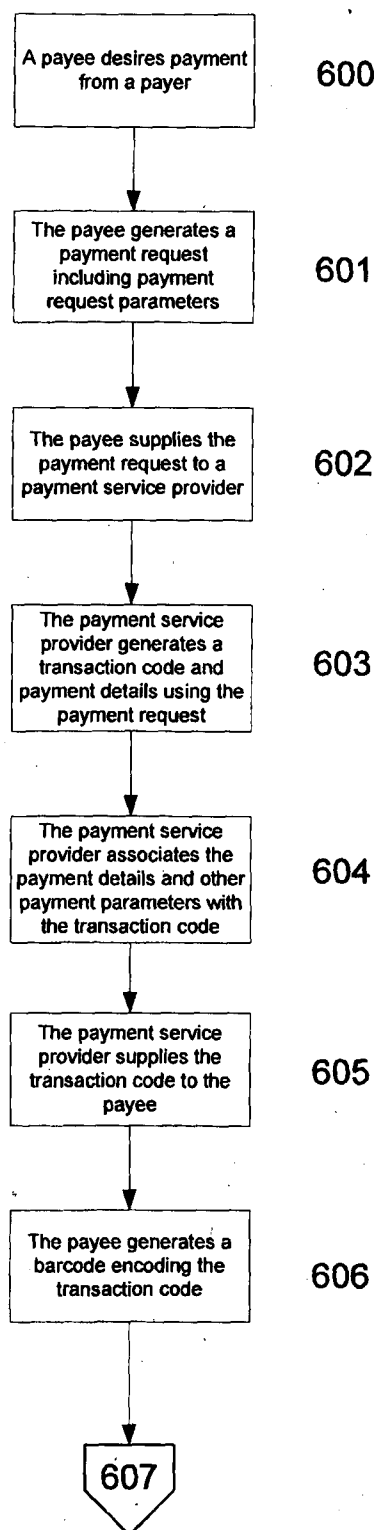 A payee desires payment
from a payer
600
The payee generates a
payment request
including payment
request parameters
601
The payee supplies the
payment request to a
payment service provider
602
The payment service
provider generates a
transaction code and
payment details using the
payment request
603
The payment service
provider associates the
payment details and other
payment parameters with
the transaction code
604
The payment service
provider supplies the
transaction code to the
payee
605
The payee generates a
barcode encoding the
transaction code
606
607